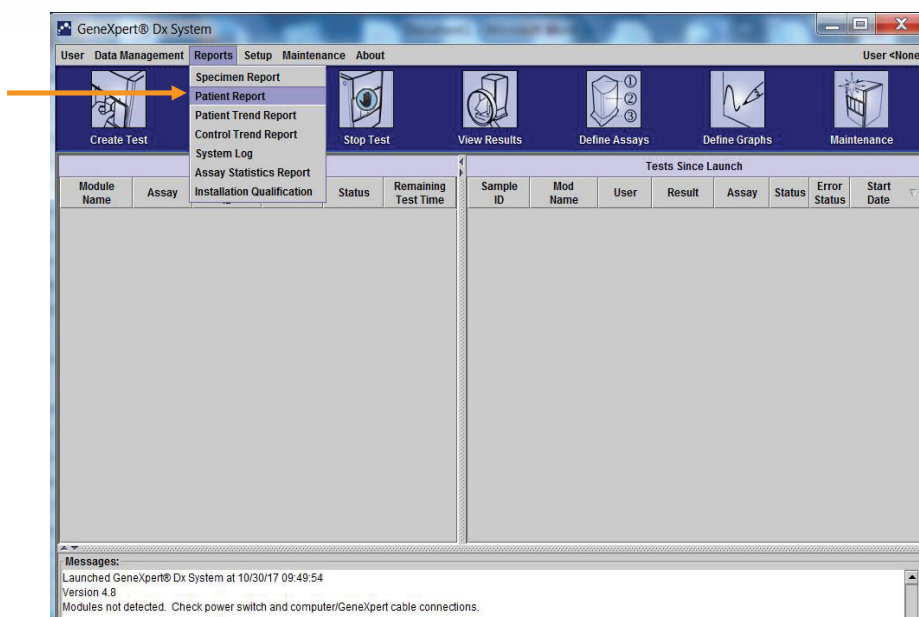 GeneXpert® Dx System
User Data Management Reports Setup Maintenance About User <None
Specimen Report
Patient Report
Patient Trend Report
Control Trend Report
System Log
Assay Statistics Report
Installation Qualification
Create Test Stop Test View Results Define Assays Define Graphs Maintenance
Tests Since Launch
Module Name Assay Status Remaining Test Time
Sample ID Mod Name User Result Assay Status Error Status Start Date
Messages:
Launched GeneXpert® Dx System at 10/30/17 09:49:54
Version 4.8
Modules not detected. Check power switch and computer/GeneXpert cable connections.